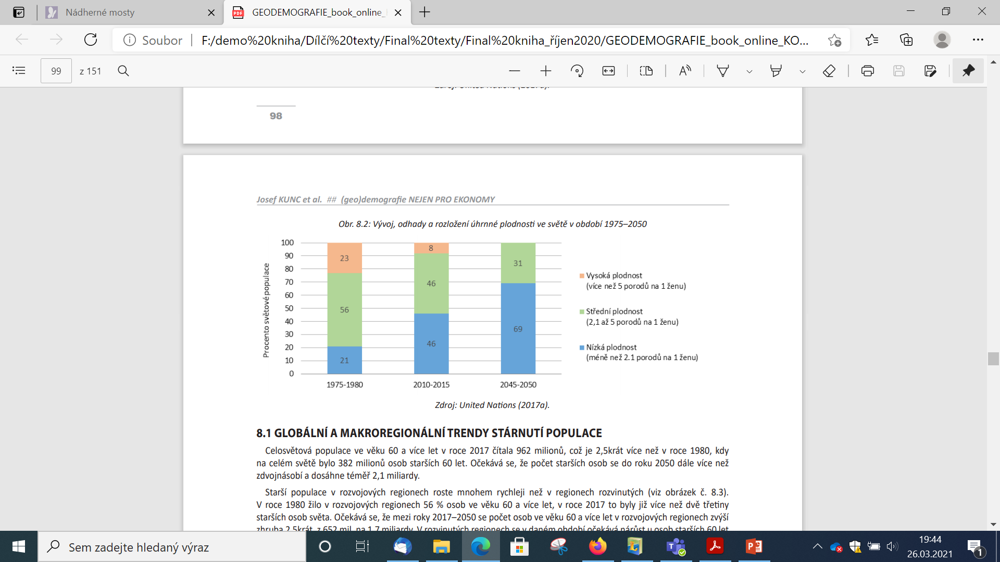 Nádherné mosty
GEODEMOGRAFIE_book_online_
Soubor
F:/demo%20kniha/Dílčí%20texty/Final%20texty/Final%20kniha_říjen2020/GEODEMOGRAFIE_book_online_KO...
99 z 151
Zdroj: United Nations (2017a).
98
Josef KUNC et al. ## (geo)demografie NEJEN PRO EKONOMY
Obr. 8.2: Vývoj, odhady a rozložení úhrnné plodnosti ve světě v období 1975–2050
Procento světové populace
100
90
80
70
60
50
40
30
20
10
0
23
56
21
8
46
46
31
69
1975-1980
2010-2015
2045-2050
Vysoká plodnost
(více než 5 porodů na 1 ženu)
Střední plodnost
(2,1 až 5 porodů na 1 ženu)
Nízká plodnost
(méně než 2.1 porodů na 1 ženu)
Zdroj: United Nations (2017a).
8.1 GLOBÁLNÍ A MAKROREGIONÁLNÍ TRENDY STÁRNUTÍ POPULACE
Celosvětová populace ve věku 60 a více let v roce 2017 čítala 962 milionů, což je 2,5krát více než v roce 1980, kdy
na celém světě bylo 382 milionů osob starších 60 let. Očekává se, že počet starších osob se do roku 2050 dále více než
zdvojnásobí a dosáhne téměř 2,1 miliardy.
Starší populace v rozvojových regionech roste mnohem rychleji než v regionech rozvinutých (viz obrázek č. 8.3).
V roce 1980 žilo v rozvojových regionech 56 % osob ve věku 60 a více let, v roce 2017 to byly již více než dvě třetiny
starších osob světa. Očekává se, že mezi roky 2017–2050 se počet osob ve věku 60 a více let v rozvojových regionech zvýší
zhruba 2,5krát, z 652 mil. na 1,7 miliardy. V rozvinutých regionech se v daném období očekává nárůst u osob starších 60 let
Sem zadejte hledaný výraz
19:44
26.03.2021
1